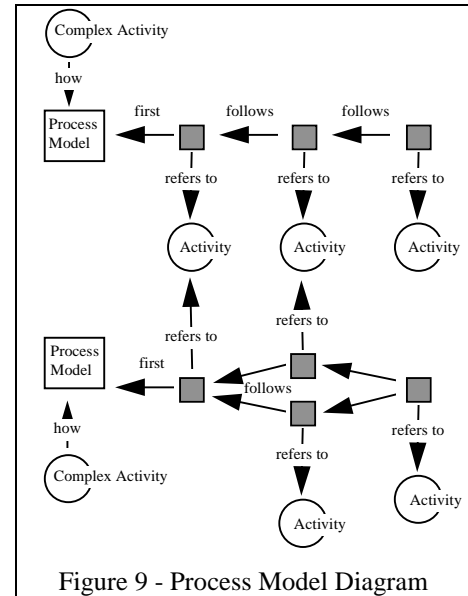 Complex Activity
how
first follows follows
Process
Model
refers to refers to refers to
Activity Activity Activity
refers to refers to
Process
Model
first
follows
how
refers to refers to
Complex Activity
Activity
Activity
Figure 9 - Process Model Diagram